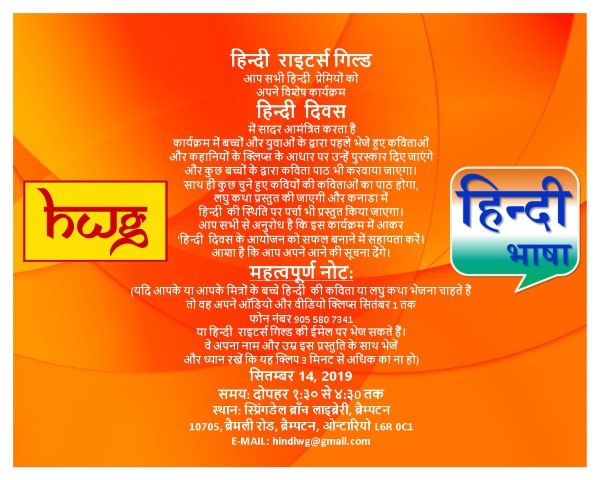 हिन्दी राइटर्स गिल्ड
आप सभी हिन्दी प्रेमियों को
अपने विशेष कार्यक्रम
हिन्दी दिवस
में सादर आमंत्रित करता है
कार्यक्रम में बच्चों और युवाओं के द्वारा पहले भेजे हुए कविताओं
और कहानियों के क्लिप्स के आधार पर उन्हें पुरस्कार दिए जाएंगे
और कुछ बच्चों के द्वारा कविता पाठ भी करवाया जाएगा।
साथ ही कुछ चुने हुए कवियों की कविताओं का पाठ होगा,
लघु कथा प्रस्तुत की जाएगी और कनाडा में
हिन्दी की स्थिति पर पर्चा भी प्रस्तुत किया जाएगा।
आप सभी से अनुरोध है कि इस कार्यक्रम में आकर
'हिन्दी दिवस के आयोजन को सफल बनाने में सहायता करें।
आशा है कि आप अपने आने की सूचना देंगे।
hwg
हिन्दी
भाषा
महत्वपूर्ण नोट:
(यदि आपके या आपके मित्रों के बच्चे हिन्दी की कविता या लघु कथा भेजना चाहते हैं
तो वह अपने ऑडियो और वीडियो क्लिप्स सितंबर 1 तक
फोन नंबर 905 580 7341
या हिन्दी राइटर्स गिल्ड की ईमेल पर भेज सकते हैं।
वे अपना नाम और उम्र इस प्रस्तुति के साथ भेजें
और ध्यान रखें कि यह क्लिप 3 मिनट से अधिक का ना हो)
सितम्बर 14, 2019
समय: दोपहर १:३० से ४:३0 तक
स्थान: स्प्रिंगडेल ब्राँच लाइब्रेरी, ब्रैम्पटन
10705, ब्रैमली रोड, ब्रैम्पटन, ओन्टारियो L6R 0C1
E-MAIL: hindiwg@gmail.com